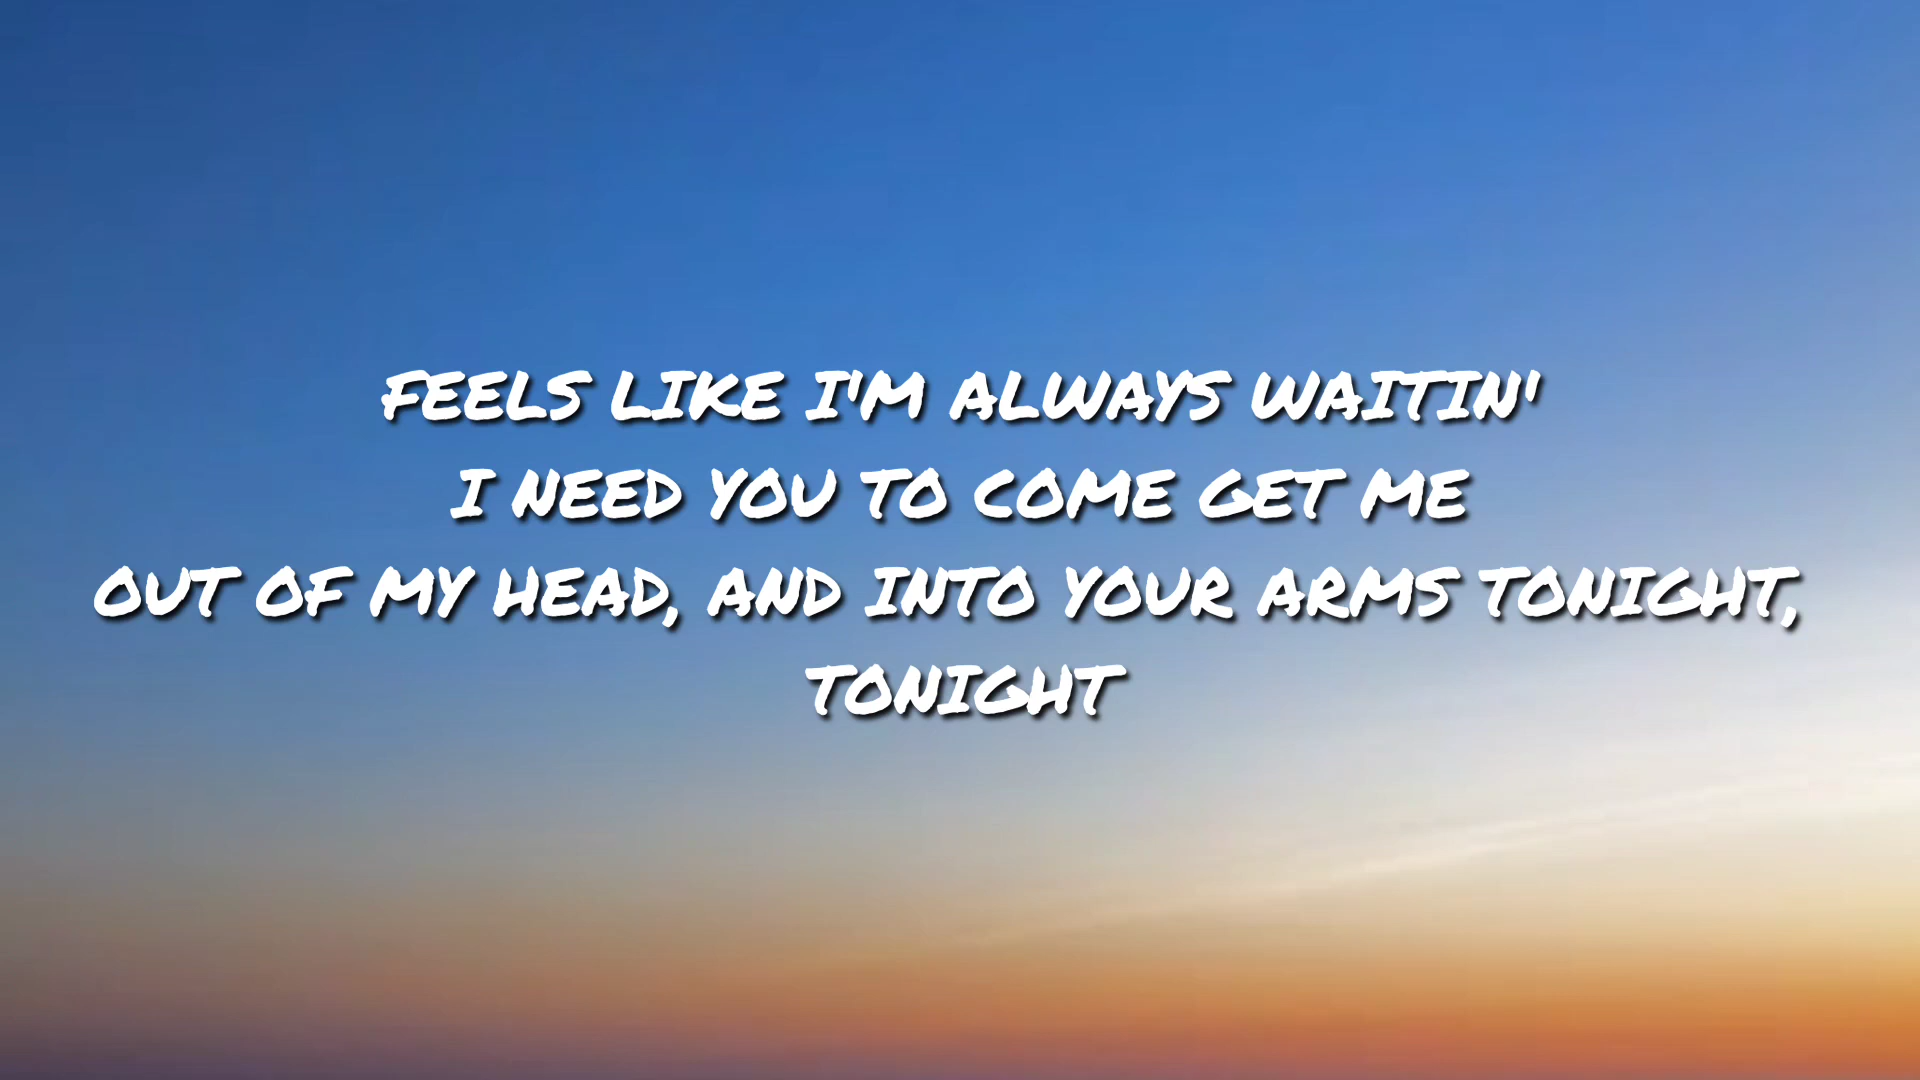 FEELS LIKE I'M ALWAYS WAITIN'
I NEED YOU TO COME GET ME
OUT OF MY HEAD, AND INTO YOUR ARMS TONIGHT,
TONIGHT